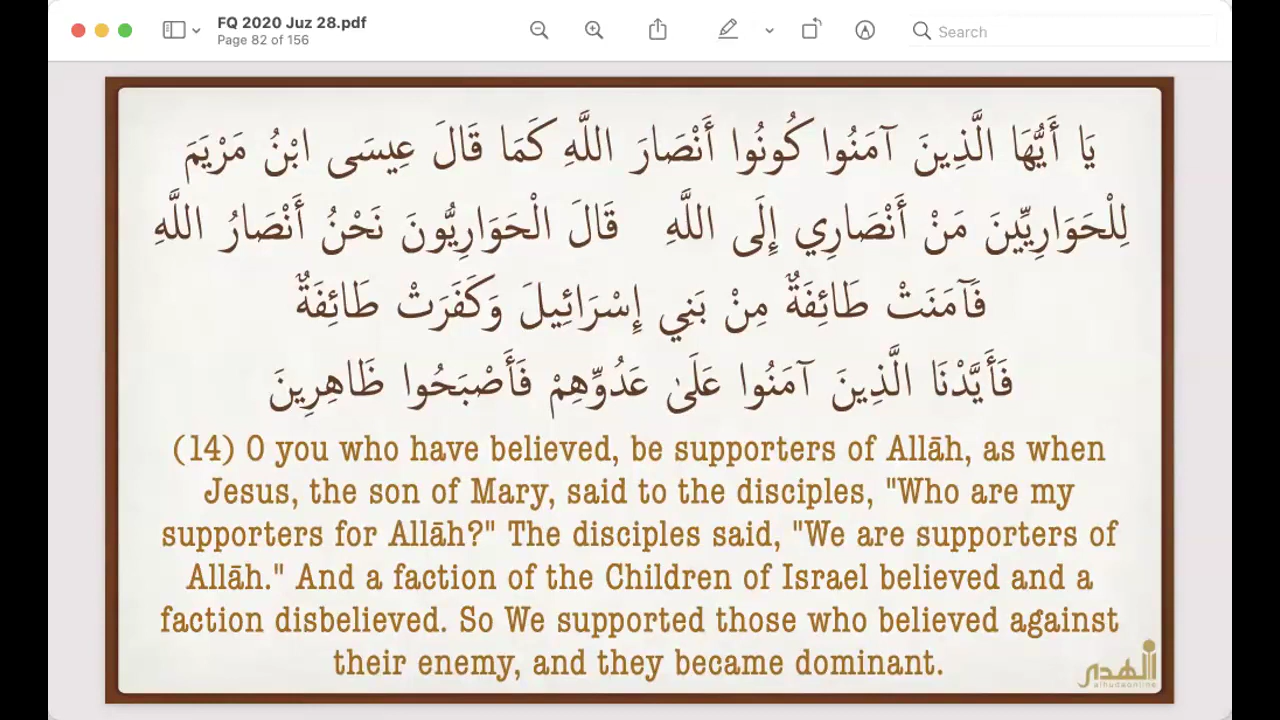 FQ 2020 Juz 28.pdf
Page 82 of 156
Search
يَا أَيُّهَا الَّذِينَ آمَنُوا كُونُوا أَنْصَارَ اللَّهِ كَمَا قَالَ عِيسَى ابْنُ مَرْيَمَ
لِلْحَوَارِيِّينَ مَنْ أَنْصَارِي إِلَى اللَّهِ قَالَ الْحَوَارِيُّونَ نَحْنُ أَنْصَارُ اللَّهِ
فَآمَنَتْ طَائِفَةٌ مِنْ بَنِي إِسْرَائِيلَ وَكَفَرَتْ طَائِفَةٌ
فَأَيَّدْنَا الَّذِينَ آمَنُوا عَلَىٰ عَدُوِّهِمْ فَأَصْبَحُوا ظَاهِرِينَ
(14) O you who have believed, be supporters of Allāh, as when
Jesus, the son of Mary, said to the disciples, "Who are my
supporters for Allāh?" The disciples said, "We are supporters of
Allāh." And a faction of the Children of Israel believed and a
faction disbelieved. So We supported those who believed against
their enemy, and they became dominant.
الهدى
alhudaonline